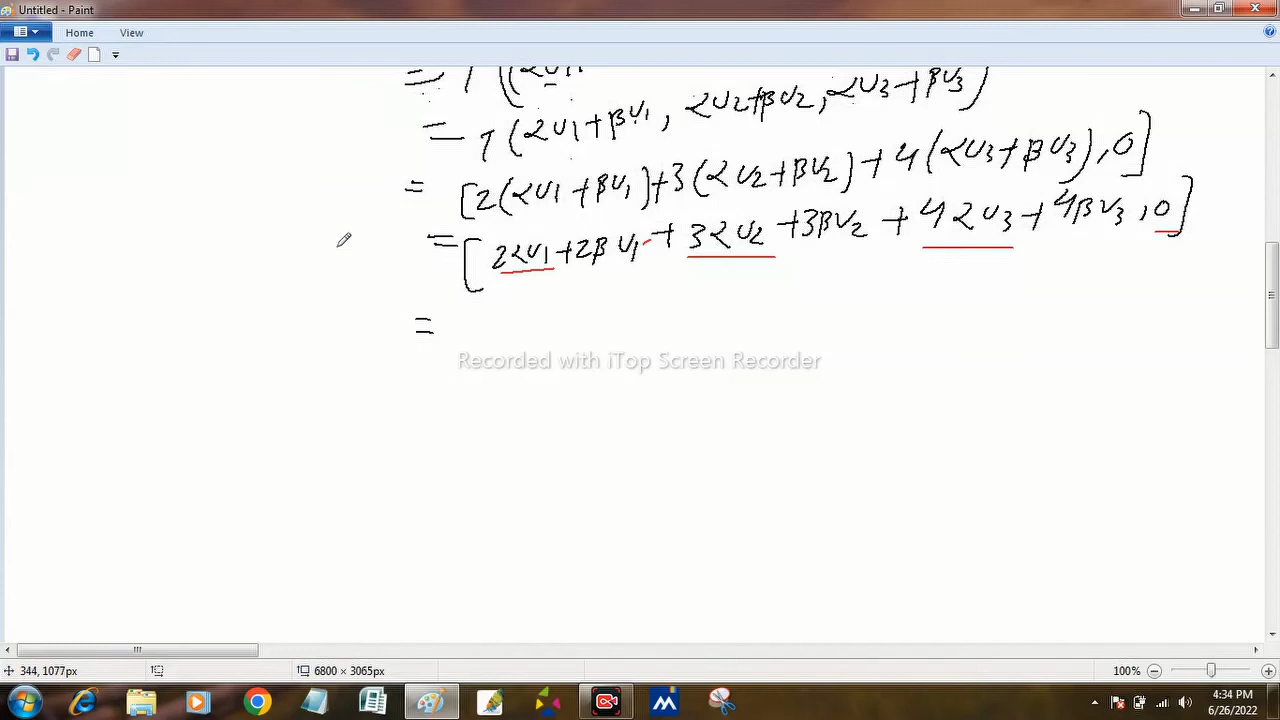 Untitled - Paint
Home View
= T(αu1
= T(αu1+βv1, αu2+βv2, αu3+βv3)
= [2(αu1+βv1)+3(αu2+βv2)+4(αu3+βv3),0]
= [2αu1+2βv1+3αu2+3βv2+4αu3+4βv3,0]
=
Recorded with iTop Screen Recorder
344, 1077px 6800 × 3065px 100%
4:34 PM
6/26/2022